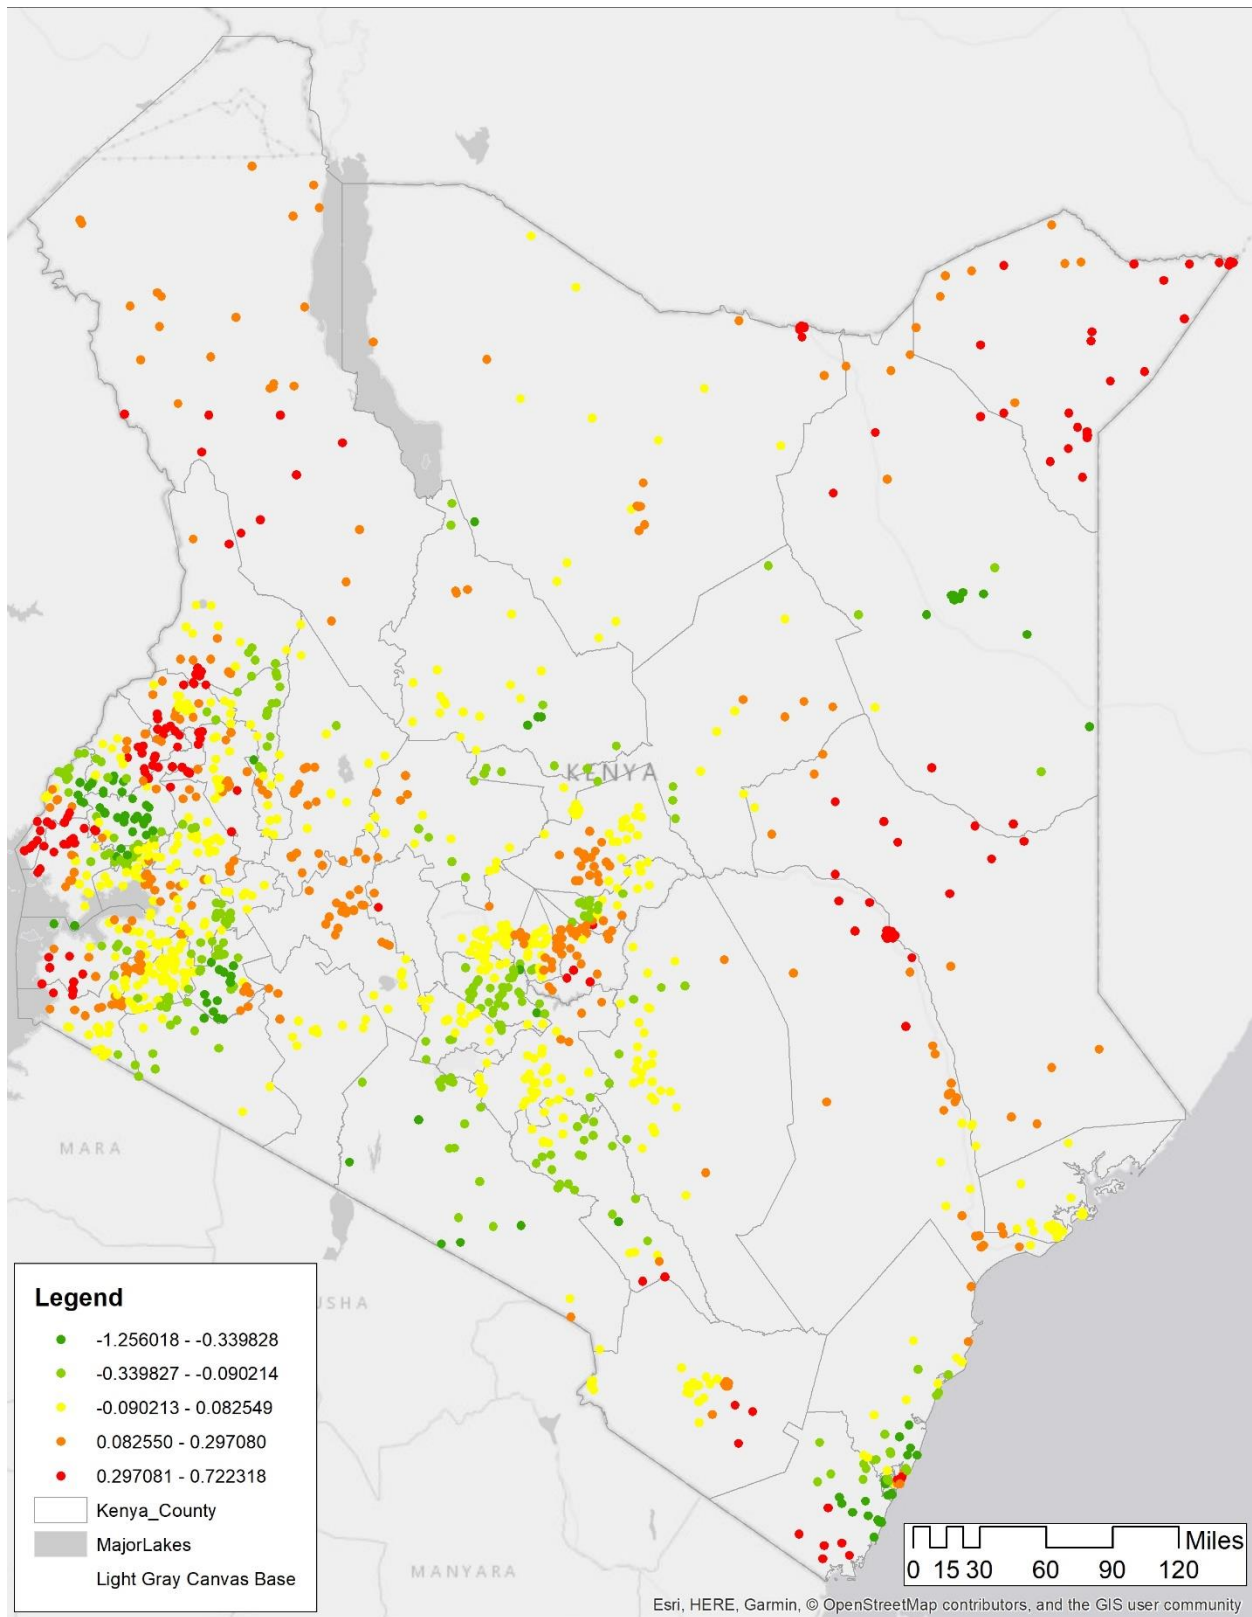 KENYA
MARA
USHA
MANYARA
Legend
-1.256018 - -0.339828
-0.339827 - -0.090214
-0.090213 - 0.082549
0.082550 - 0.297080
0.297081 - 0.722318
Kenya_County
MajorLakes
Light Gray Canvas Base
Miles
0 15 30 60 90 120
Esri, HERE, Garmin, © OpenStreetMap contributors, and the GIS user community